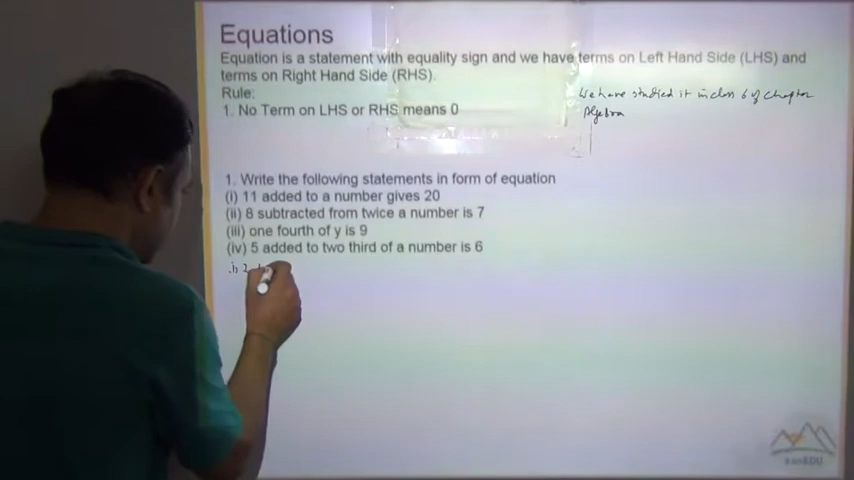 Equations
Equation is a statement with equality sign and we have terms on Left Hand Side (LHS) and
terms on Right Hand Side (RHS).
Rule:
We have studied it in class 6 of chapter
1. No Term on LHS or RHS means 0
Algebra
1. Write the following statements in form of equation
(i) 11 added to a number gives 20
(ii) 8 subtracted from twice a number is 7
(iii) one fourth of y is 9
(iv) 5 added to two third of a number is 6